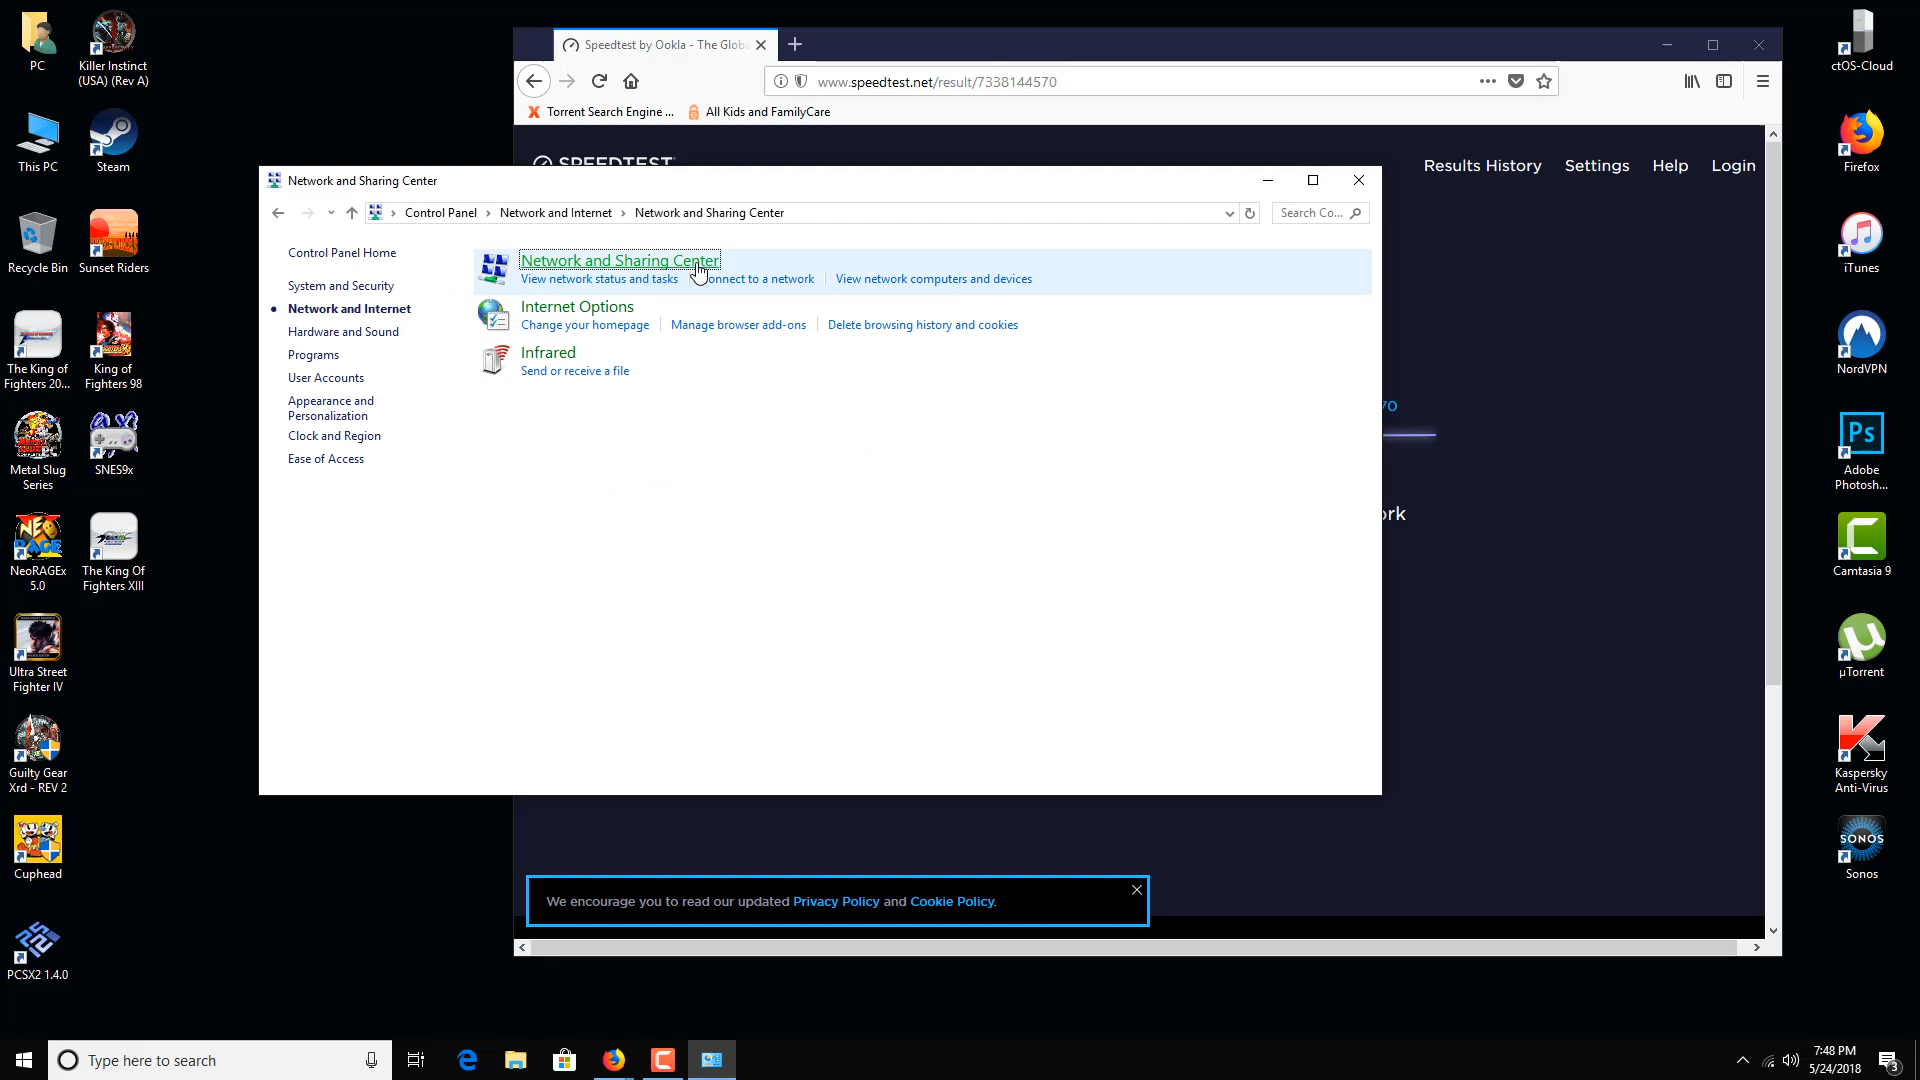 PC
Killer Instinct
(USA) (Rev A)
This PC
Steam
Recycle Bin
Sunset Riders
The King of
Fighters 20...
King of
Fighters 98
Metal Slug
Series
SNES9x
NeoRAGEx
5.0
The King Of
Fighters XIII
Ultra Street
Fighter IV
Guilty Gear
Xrd - REV 2
Cuphead
PCSX2 1.4.0
Speedtest by Ookla - The Globa
www.speedtest.net/result/7338144570
Torrent Search Engine ...
All Kids and FamilyCare
SPEEDTEST
Results History
Settings
Help
Login
Network and Sharing Center
Control Panel
Network and Internet
Network and Sharing Center
Search Co...
Control Panel Home
System and Security
Network and Internet
Hardware and Sound
Programs
User Accounts
Appearance and
Personalization
Clock and Region
Ease of Access
Network and Sharing Center
View network status and tasks
onnect to a network
View network computers and devices
Internet Options
Change your homepage
Manage browser add-ons
Delete browsing history and cookies
Infrared
Send or receive a file
70
ork
We encourage you to read our updated Privacy Policy and Cookie Policy.
ctOS-Cloud
Firefox
iTunes
NordVPN
Ps
Adobe
Photosh...
Camtasia 9
µTorrent
Kaspersky
Anti-Virus
SONOS
Sonos
Type here to search
7:48 PM
5/24/2018
3